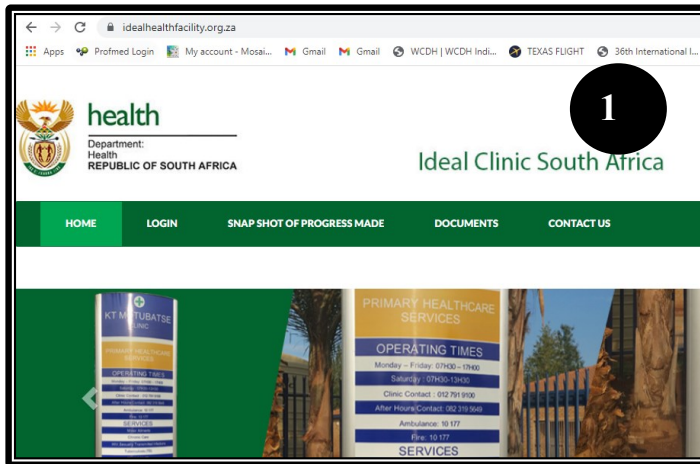 idealhealthfacility.org.za
Apps Profmed Login My account - Mosai... Gmail Gmail WCDH | WCDH Indi... TEXAS FLIGHT 36th International I...
1
health
Department:
Health
REPUBLIC OF SOUTH AFRICA
Ideal Clinic South Africa
HOME LOGIN SNAP SHOT OF PROGRESS MADE DOCUMENTS CONTACT US
KT M TUBATSE
CLINIC
PRIMARY HEALTHCARE
SERVICES
OPERATING TIMES
SERVICES
PRIMARY HEALTHCARE
SERVICES
OPERATING TIMES
Monday – Friday: 07H30 – 17H00
Saturday : 07H30-13H30
Clinic Contact : 012 791 9100
After Hours Contact: 082 319 5649
Ambulance: 10 177
Fire: 10 177
SERVICES